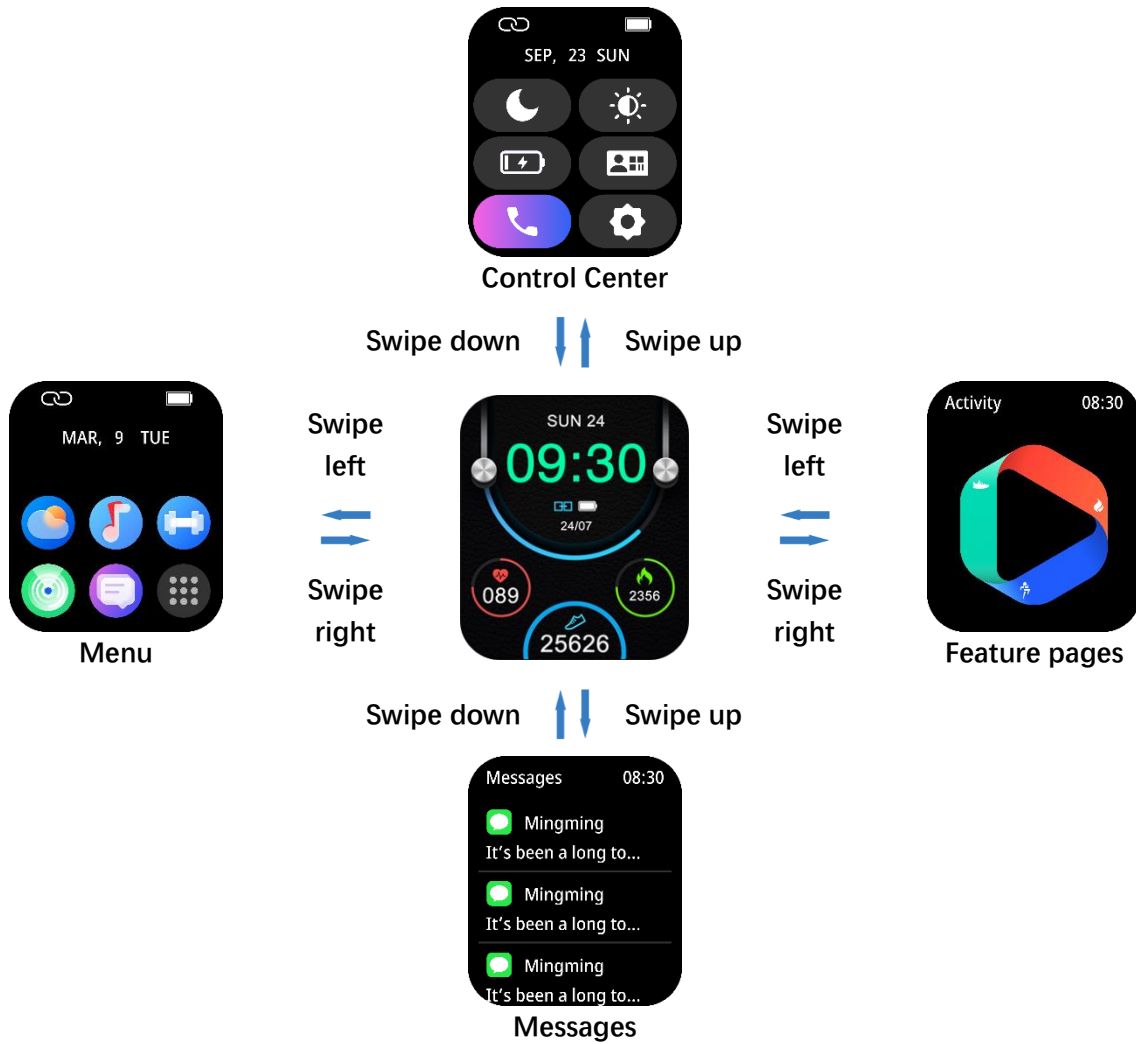 SEP, 23 SUN
Control Center
Swipe down
Swipe up
MAR, 9 TUE
Menu
Swipe
left
Swipe
right
SUN 24
09:30
24/07
089
2356
25626
Swipe
left
Swipe
right
Activity 08:30
Feature pages
Swipe down
Swipe up
Messages 08:30
Mingming
It's been a long to...
Mingming
It's been a long to...
Mingming
It's been a long to...
Messages